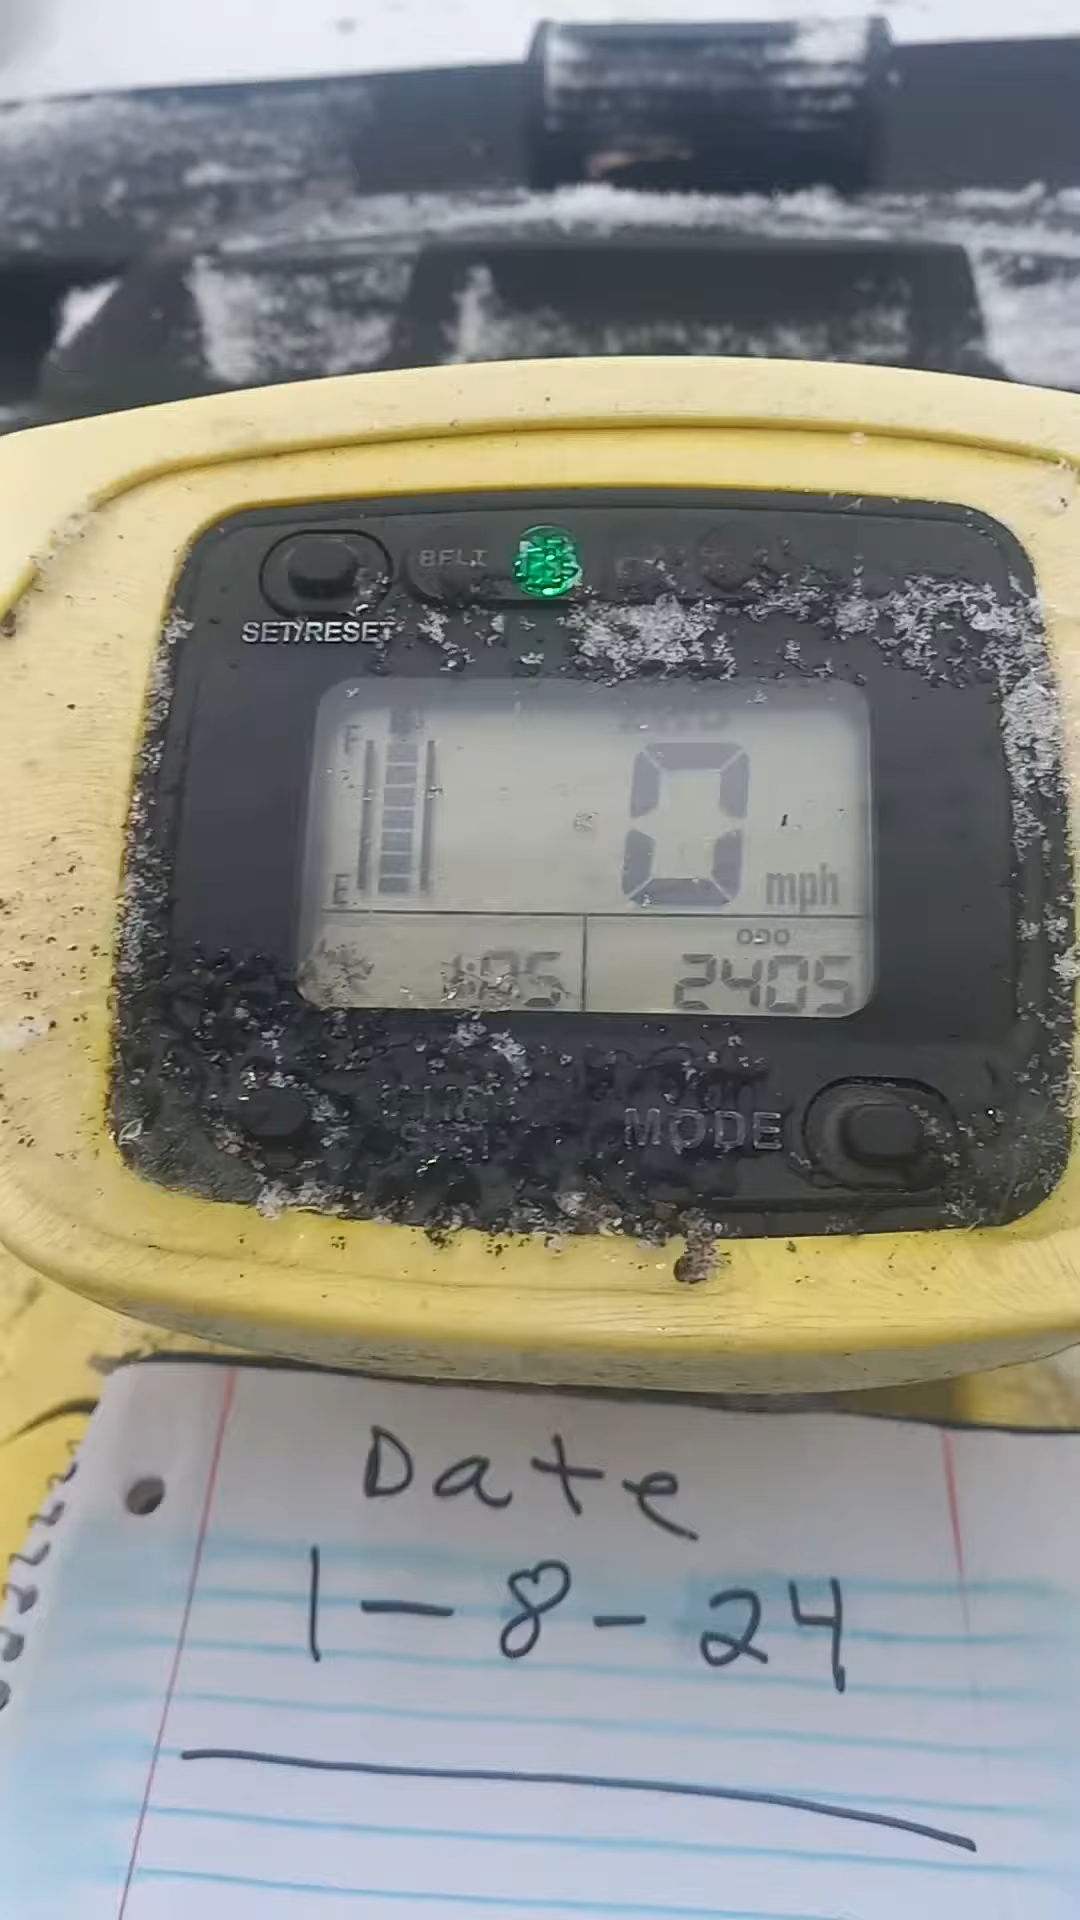 BELT
SET/RESET
F
0
mph
E
ODO
2405
MODE
Date
1-8-24